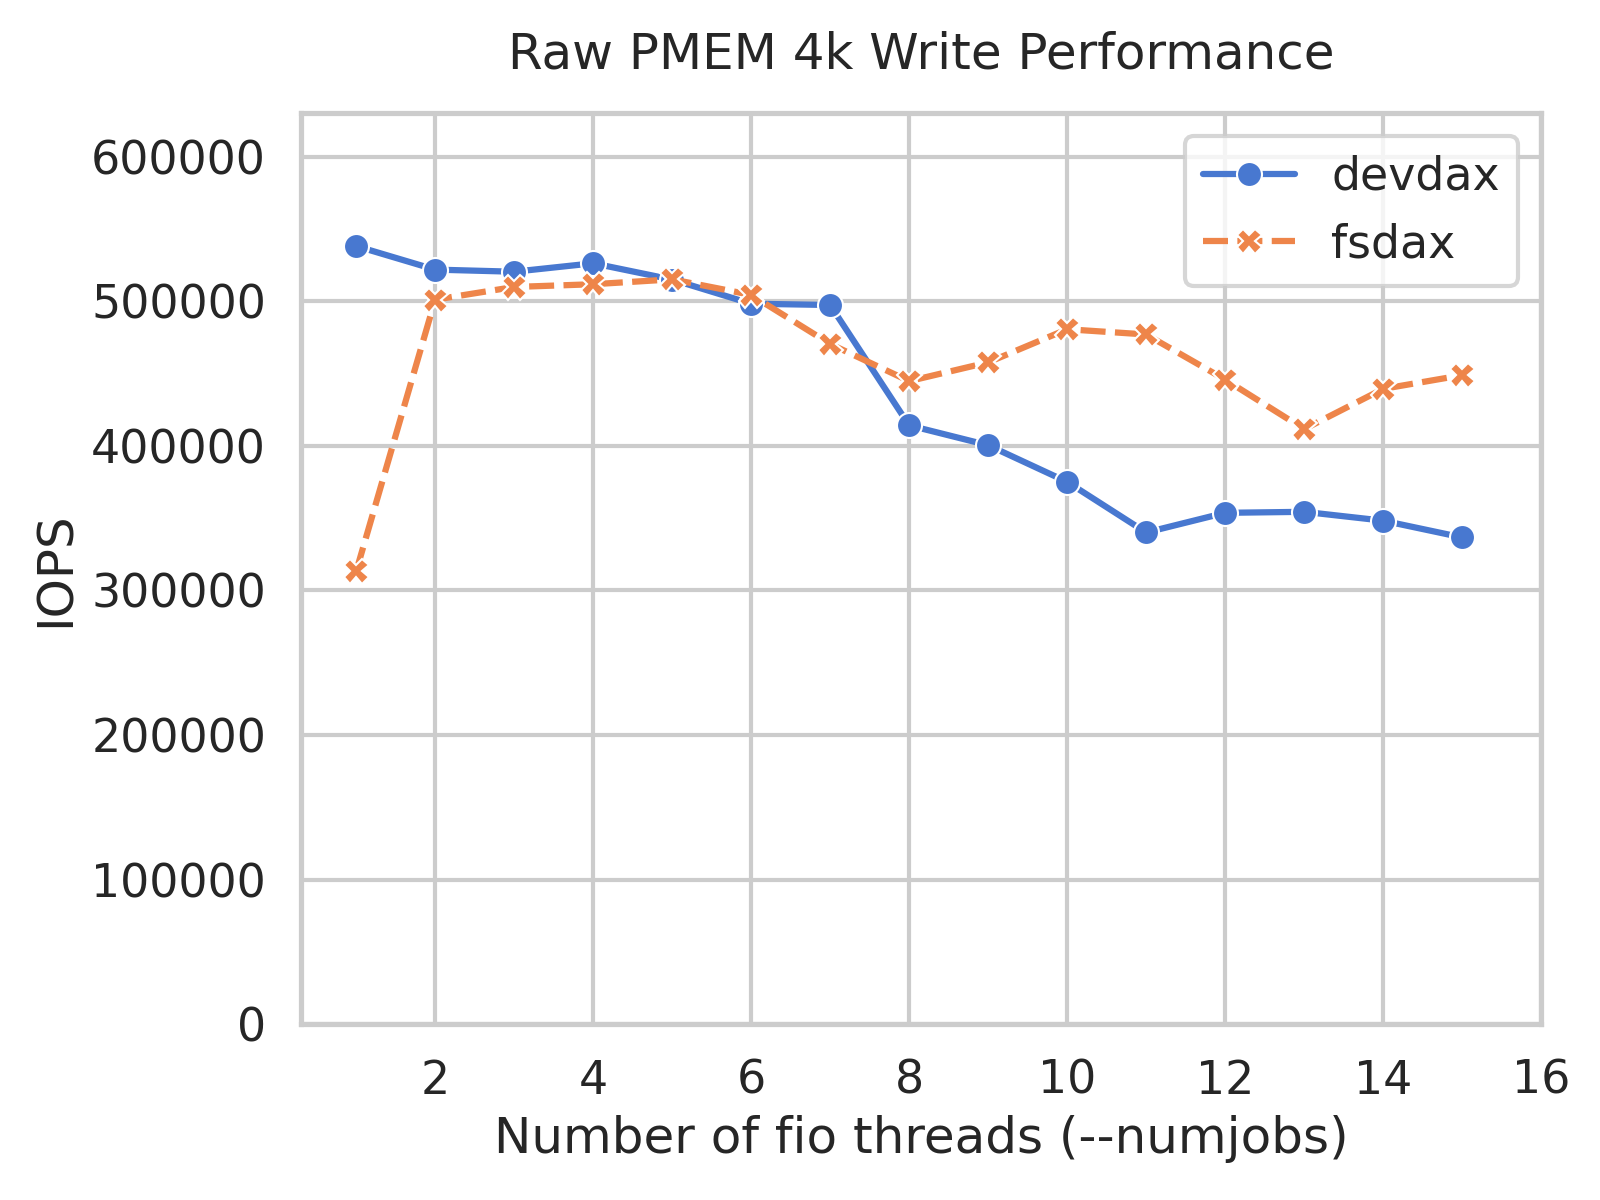 Raw PMEM 4k Write Performance
600000
500000
400000
300000
200000
100000
0
IOPS
devdax
fsdax
2 4 6 8 10 12 14 16
Number of fio threads (--numjobs)